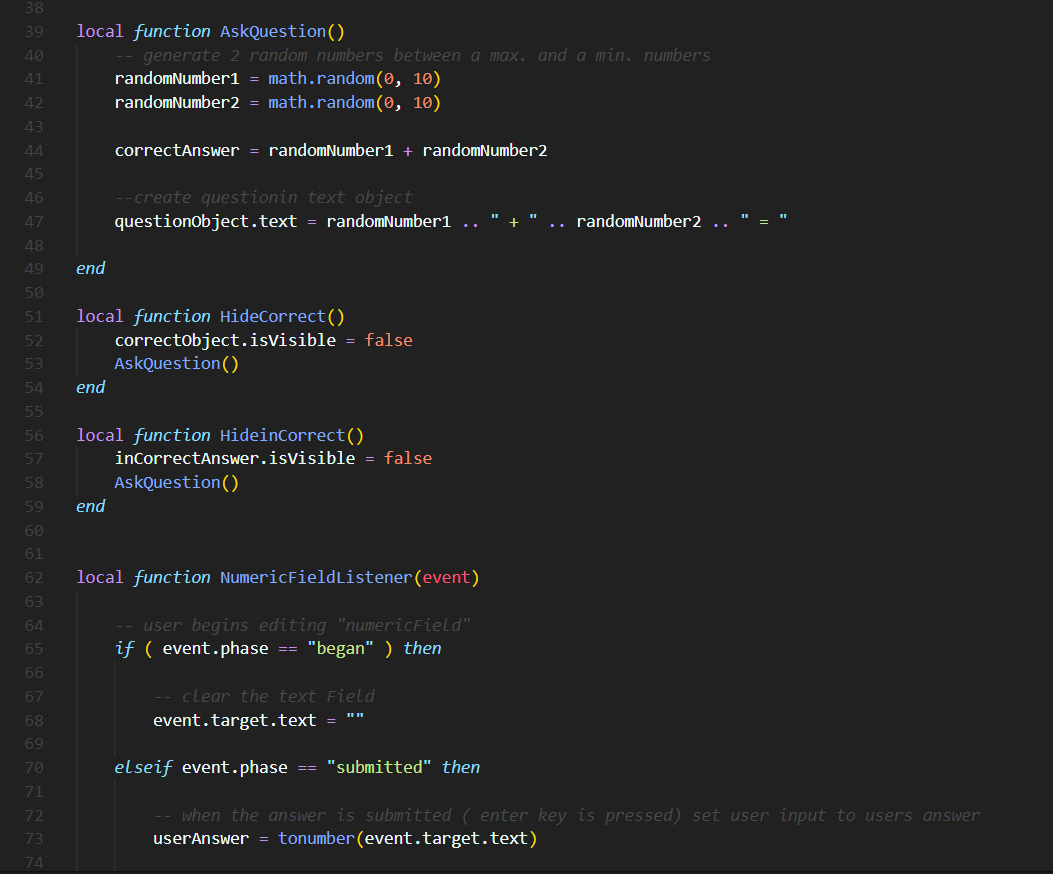 38
39 local function AskQuestion()
40 -- generate 2 random numbers between a max. and a min. numbers
41 randomNumber1 = math.random(0, 10)
42 randomNumber2 = math.random(0, 10)
43
44 correctAnswer = randomNumber1 + randomNumber2
45
46 --create questionin text object
47 questionObject.text = randomNumber1 .. " + " .. randomNumber2 .. " = "
48
49 end
50
51 local function HideCorrect()
52 correctObject.isVisible = false
53 AskQuestion()
54 end
55
56 local function HideinCorrect()
57 inCorrectAnswer.isVisible = false
58 AskQuestion()
59 end
60
61
62 local function NumericFieldListener(event)
63
64 -- user begins editing "numericField"
65 if ( event.phase == "began" ) then
66
67 -- clear the text Field
68 event.target.text = ""
69
70 elseif event.phase == "submitted" then
71
72 -- when the answer is submitted ( enter key is pressed) set user input to users answer
73 userAnswer = tonumber(event.target.text)
74